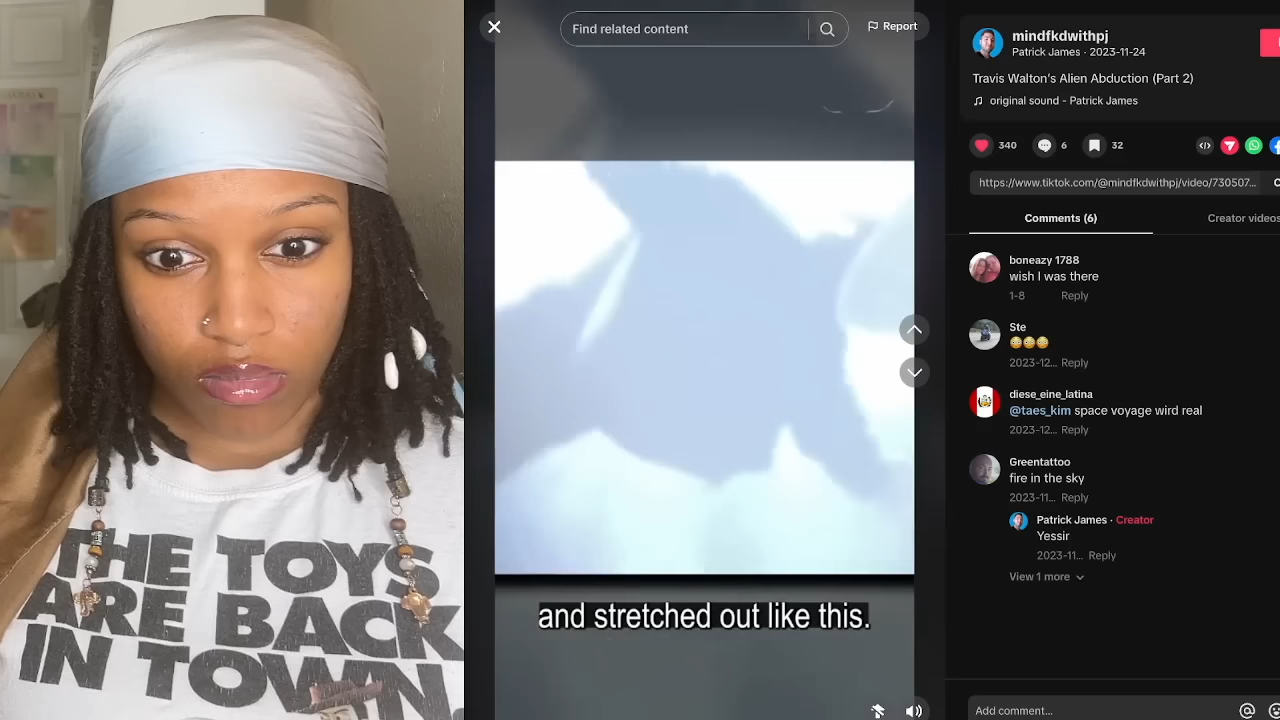 THE TOYS
ARE BACK
IN TOWN.
Find related content
Report
and stretched out like this.
mindfkdwithpj
Patrick James · 2023-11-24
Travis Walton's Alien Abduction (Part 2)
original sound - Patrick James
340
6
32
https://www.tiktok.com/@mindfkdwithpj/video/730507...
Comments (6)
Creator videos
boneazy 1788
wish I was there
1-8 Reply
Ste
😳😳😳
2023-12... Reply
diese_eine_latina
@taes_kim space voyage wird real
2023-12... Reply
Greentattoo
fire in the sky
2023-11... Reply
Patrick James · Creator
Yessir
2023-11... Reply
View 1 more
Add comment...